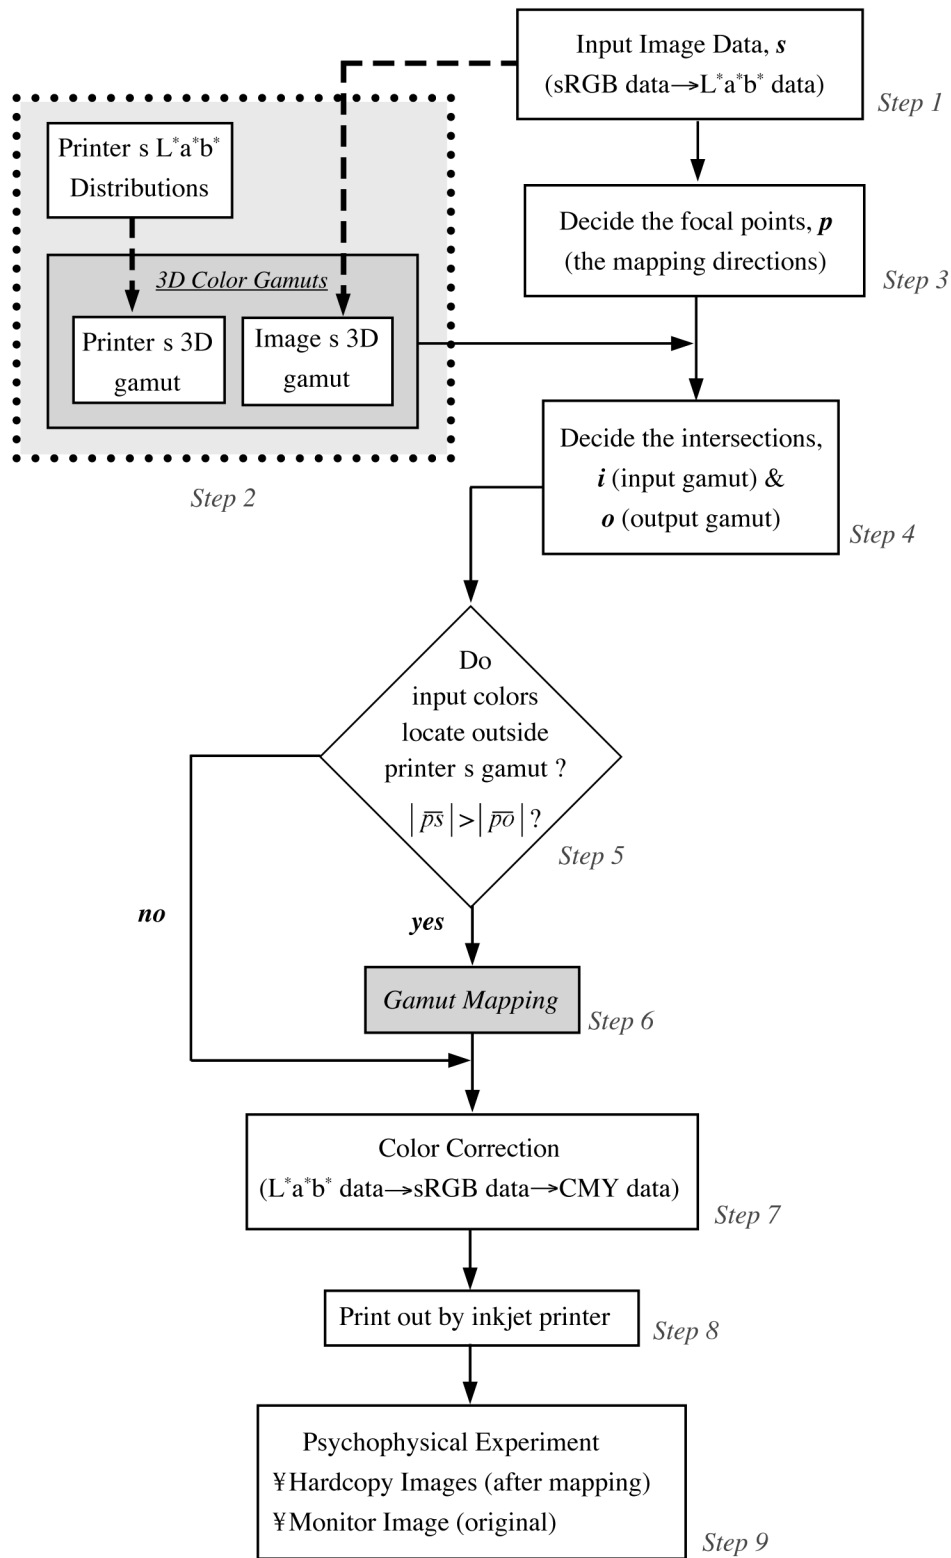 Input Image Data, s
(sRGB data→L*a*b* data)
Step 1
Printer s L*a*b*
Distributions
3D Color Gamuts
Printer s 3D
gamut
Image s 3D
gamut
Step 2
Decide the focal points, p
(the mapping directions)
Step 3
Decide the intersections,
i (input gamut) &
o (output gamut)
Step 4
Do
input colors
locate outside
printer s gamut ?
| p̅s̅ | > | p̅o̅ | ?
Step 5
no
yes
Gamut Mapping
Step 6
Color Correction
(L*a*b* data→sRGB data→CMY data)
Step 7
Print out by inkjet printer
Step 8
Psychophysical Experiment
¥Hardcopy Images (after mapping)
¥Monitor Image (original)
Step 9